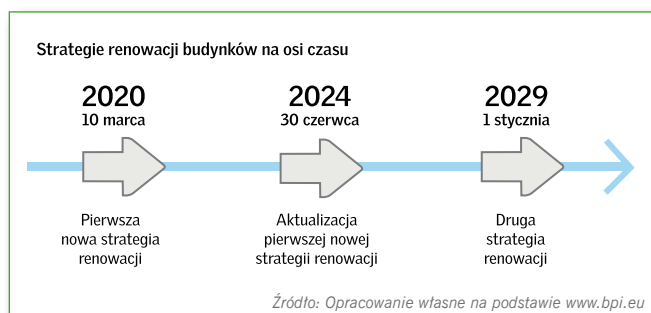 Strategie renowacji budynków na osi czasu
2020
10 marca
2024
30 czerwca
2029
1 stycznia
Pierwsza
nowa strategia
renowacji
Aktualizacja
pierwszej nowej
strategii renowacji
Druga
strategia
renowacji
Źródło: Opracowanie własne na podstawie www.bpi.eu